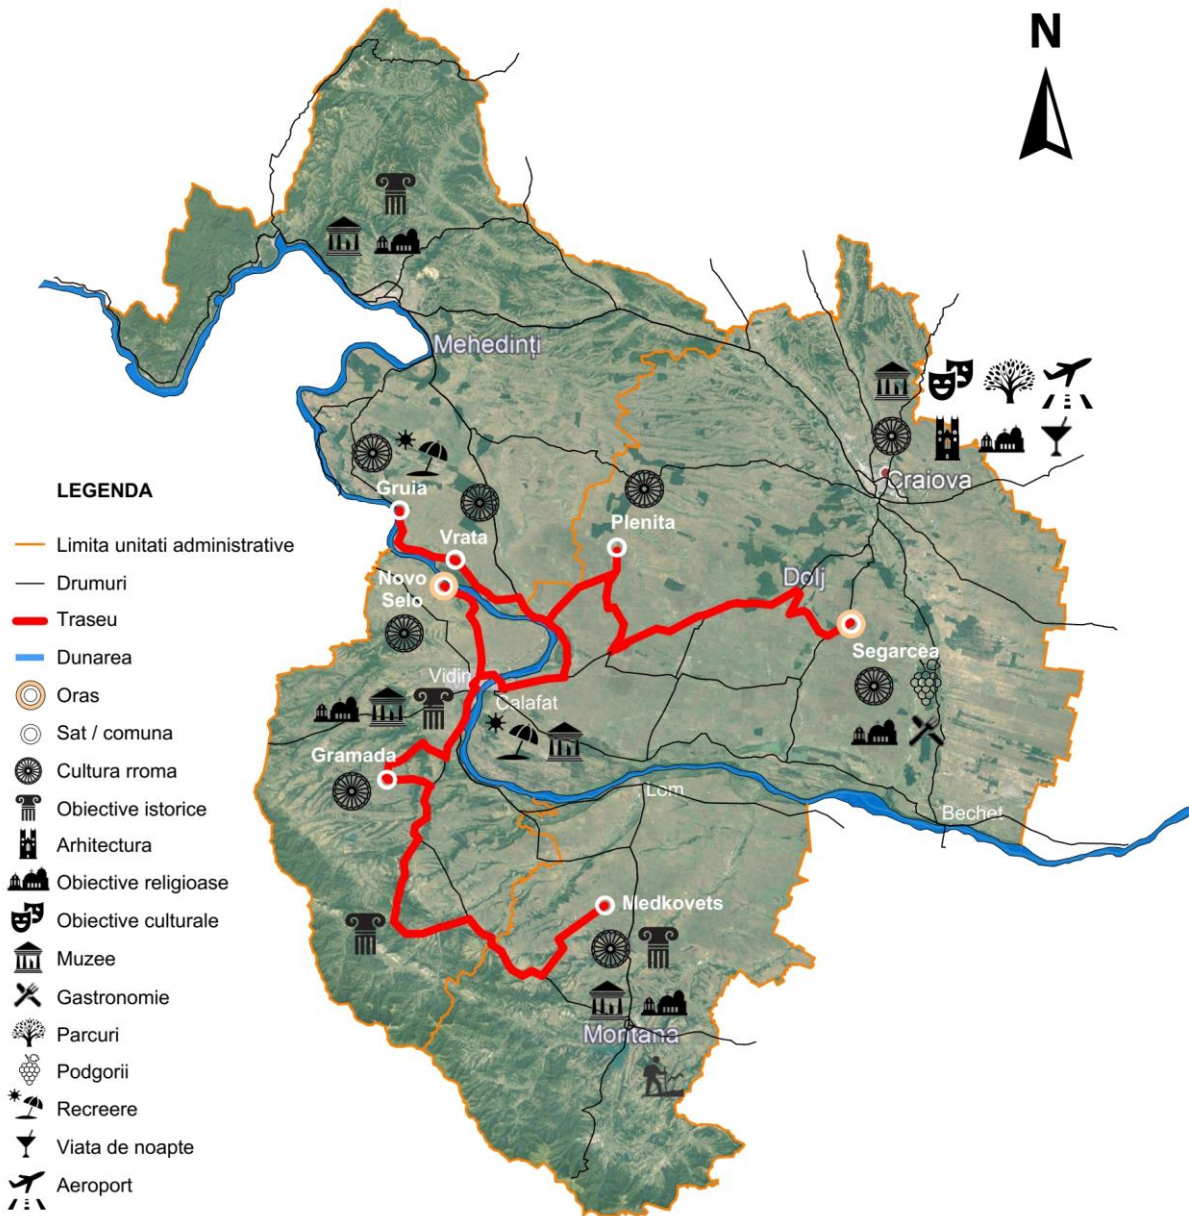 N
Mehedinți
Craiova
Gruia
Vrata
Plenita
Novo
Selo
Dolj
Segarcea
Vidin
Calafat
Gramada
Lom
Bechet
Medkovets
Montana
LEGENDA
Limita unitati administrative
Drumuri
Traseu
Dunarea
Oras
Sat / comuna
Cultura rroma
Obiective istorice
Arhitectura
Obiective religioase
Obiective culturale
Muzee
Gastronomie
Parcuri
Podgorii
Recreere
Viata de noapte
Aeroport